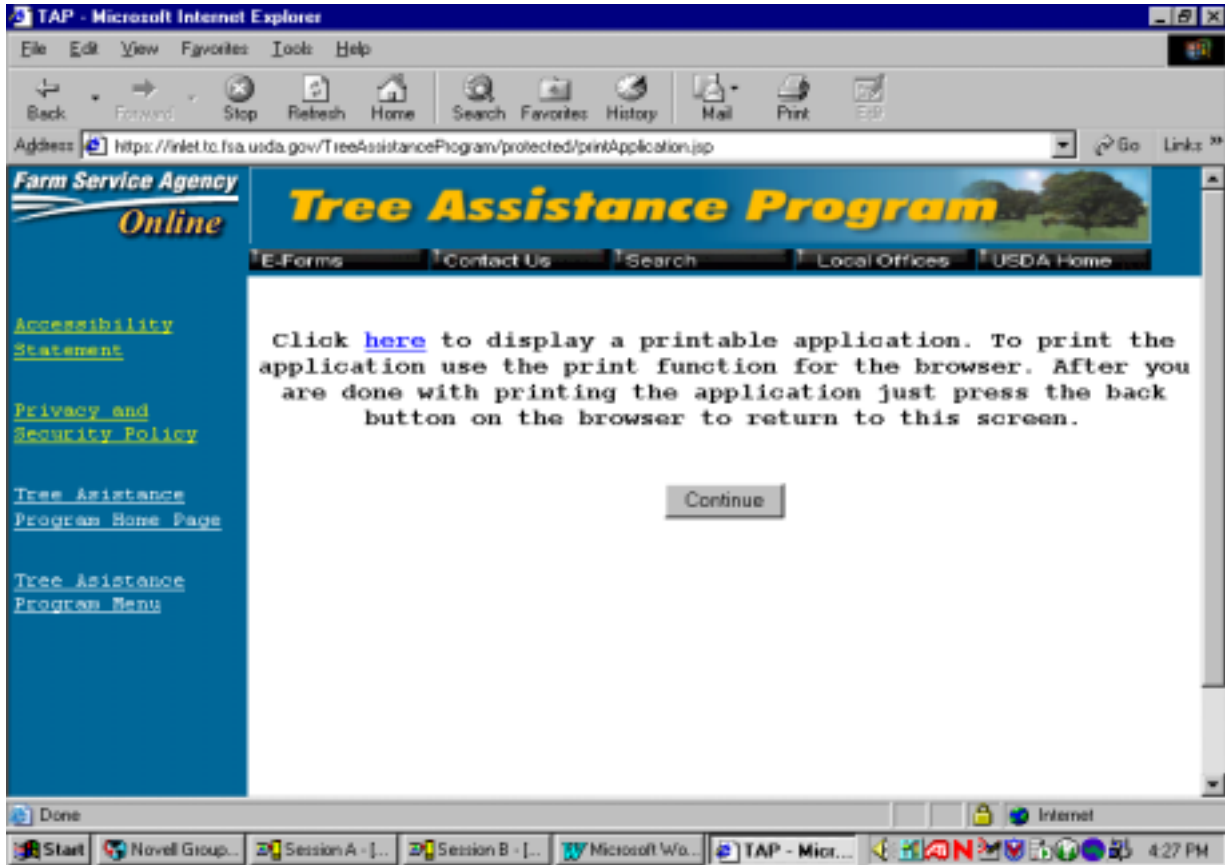 TAP - Microsoft Internet Explorer
File Edit View Favorites Tools Help
Back Forward Stop Refresh Home Search Favorites History Mail Print Edit
Address https://inlet.tc.fsa.usda.gov/TreeAssistanceProgram/protected/printApplication.jsp Go Links »
Farm Service Agency
Online
Tree Assistance Program
E-Forms Contact Us Search Local Offices USDA Home
Accessibility
Statement
Privacy and
Security Policy
Tree Asistance
Program Home Page
Tree Asistance
Program Menu
Click here to display a printable application. To print the
application use the print function for the browser. After you
are done with printing the application just press the back
button on the browser to return to this screen.
Continue
Done Internet
Start Novell Group... Session A - [... Session B - [... Microsoft Wo... TAP - Micr... 4:27 PM